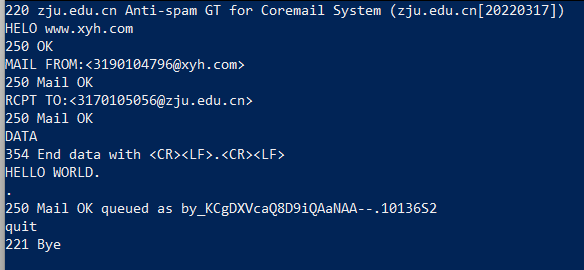 220 zju.edu.cn Anti-spam GT for Coremail System (zju.edu.cn[20220317])
HELO www.xyh.com
250 OK
MAIL FROM:<3190104796@xyh.com>
250 Mail OK
RCPT TO:<3170105056@zju.edu.cn>
250 Mail OK
DATA
354 End data with <CR><LF>.<CR><LF>
HELLO WORLD.
.
250 Mail OK queued as by_KCgDXVcaQ8D9iQAaNAA--.10136S2
quit
221 Bye